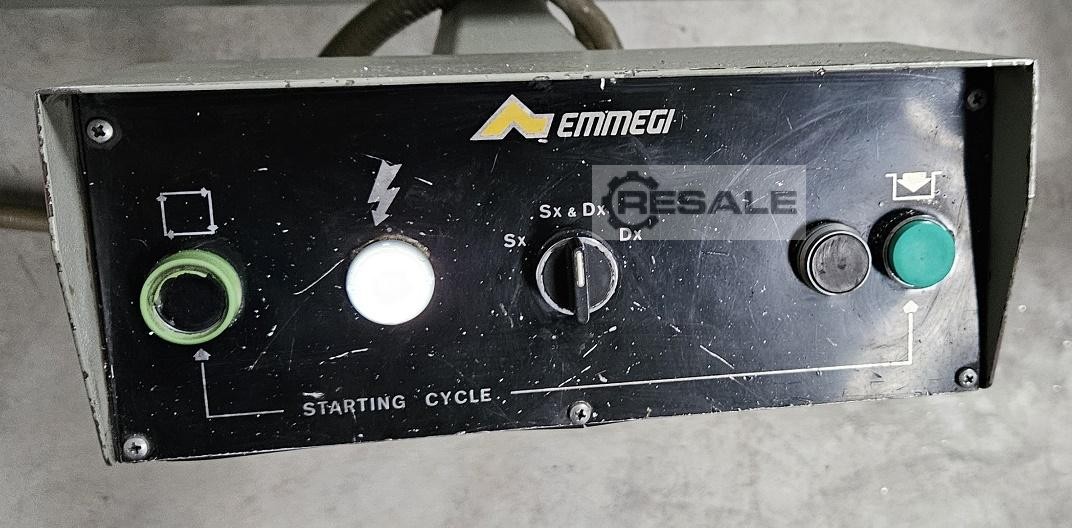 EMMEGI
RESALE
Sx & Dx
Sx
Dx
STARTING CYCLE